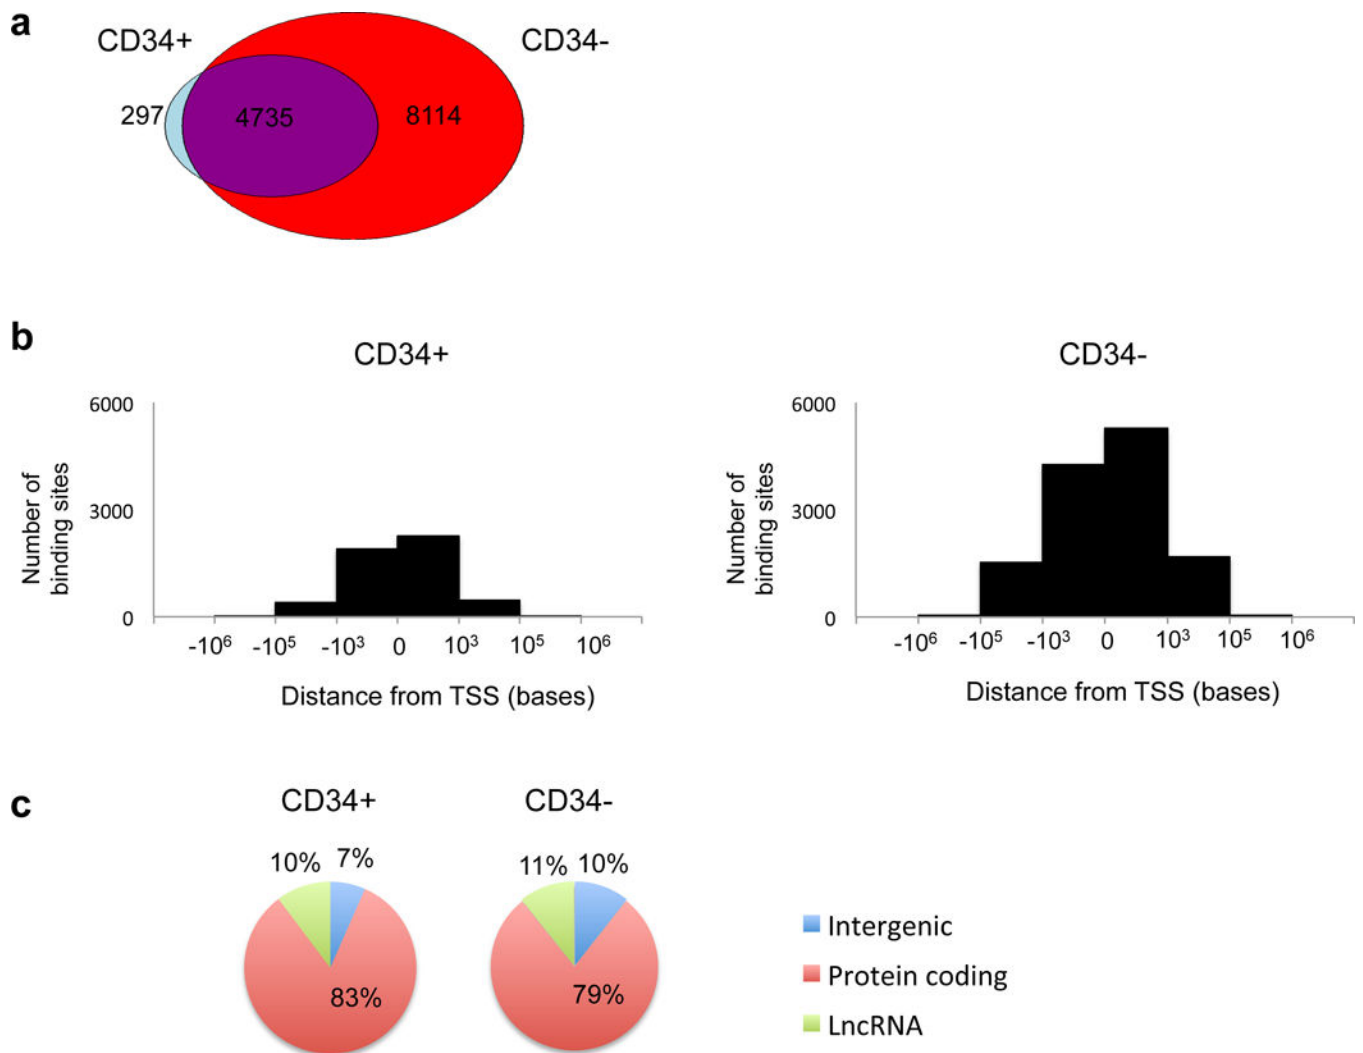 a
CD34+ CD34-
297 4735 8114
b
CD34+
6000
3000
0
Number of
binding sites
-10⁶ -10⁵ -10³ 0 10³ 10⁵ 10⁶
Distance from TSS (bases)
CD34-
6000
3000
0
Number of
binding sites
-10⁶ -10⁵ -10³ 0 10³ 10⁵ 10⁶
Distance from TSS (bases)
c
CD34+
10% 7%
83%
CD34-
11% 10%
79%
Intergenic
Protein coding
LncRNA